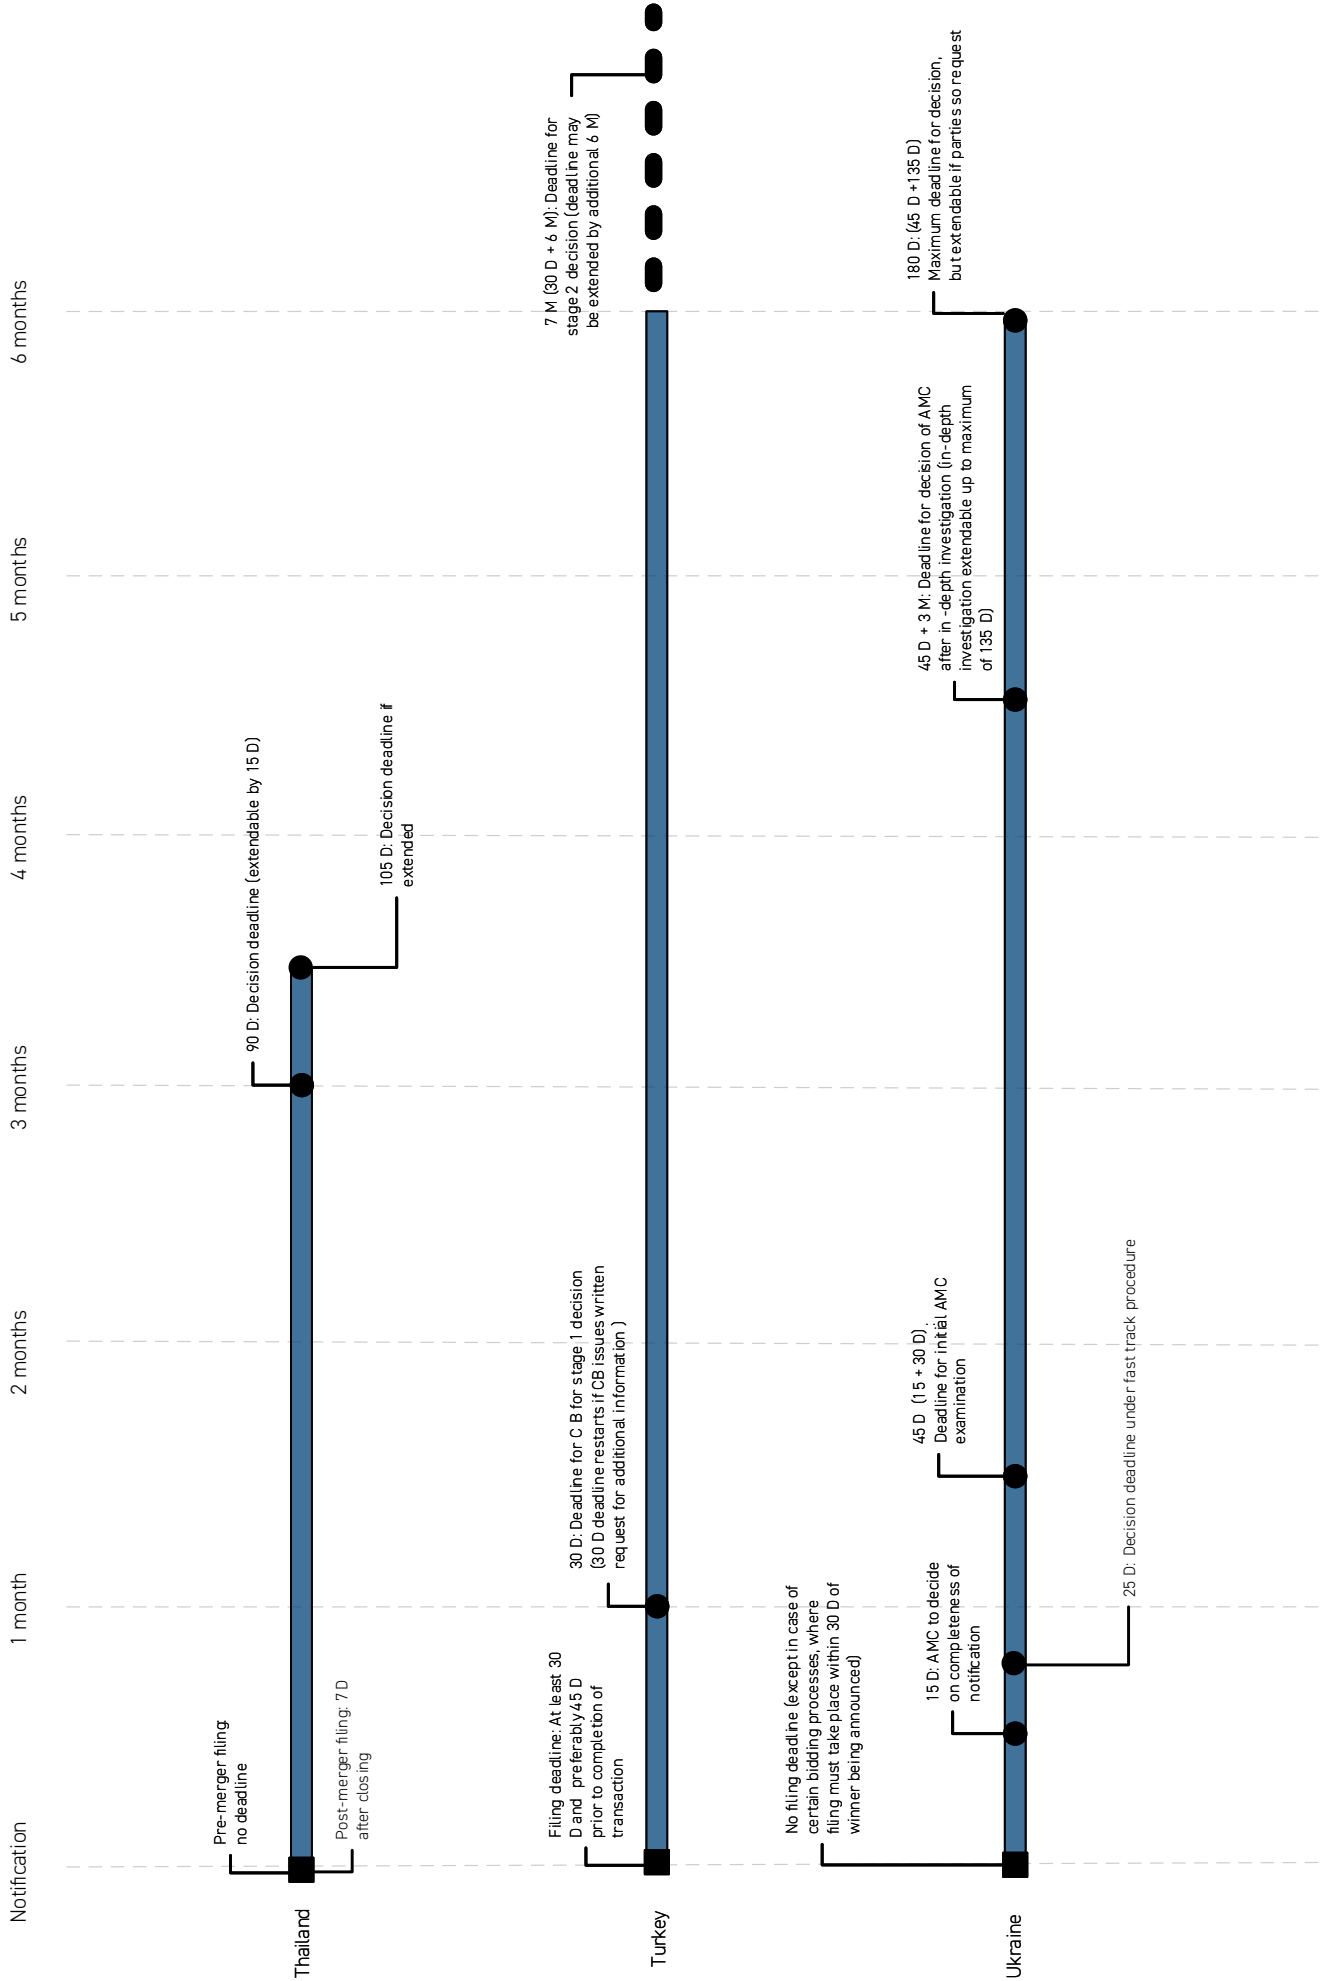 Notification
1 month
2 months
3 months
4 months
5 months
6 months
Thailand
Pre-merger filing:
no deadline
Post-merger filing: 7 D
after closing
90 D: Decision deadline (extendable by 15 D)
105 D: Decision deadline if
extended
Turkey
Filing deadline: At least 30
D and preferably 45 D
prior to completion of
transaction
30 D: Deadline for C B for stage 1 decision
(30 D deadline restarts if CB issues written
request for additional information )
7 M (30 D + 6 M): Deadline for
stage 2 decision (deadline may
be extended by additional 6 M)
Ukraine
No filing deadline (except in case of
certain bidding processes, where
filing must take place within 30 D of
winner being announced)
15 D: AMC to decide
on completeness of
notification
25 D: Decision deadline under fast track procedure
45 D (15 + 30 D):
Deadline for initial AMC
examination
45 D + 3 M: Deadline for decision of AMC
after in -depth investigation (in-depth
investigation extendable up to maximum
of 135 D)
180 D: (45 D +135 D)
Maximum deadline for decision,
but extendable if parties so request